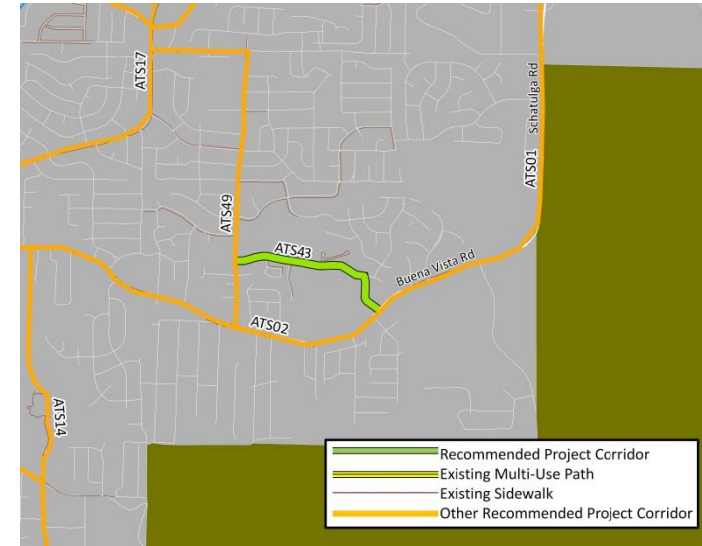 ATS17
Schatulga Rd
ATS01
ATS49
ATS43
Buena Vista Rd
ATS02
ATS14
Recommended Project Corridor
Existing Multi-Use Path
Existing Sidewalk
Other Recommended Project Corridor